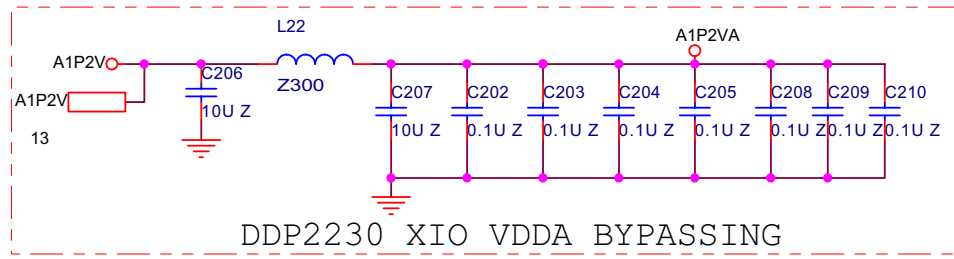 L22
A1P2VA
A1P2V
C206
Z300
C207
C202
C203
C204
C205
C208
C209
C210
A1P2V
10U Z
10U Z
0.1U Z
0.1U Z
0.1U Z
0.1U Z
0.1U Z
0.1U Z
0.1U Z
13
DDP2230 XIO VDDA BYPASSING